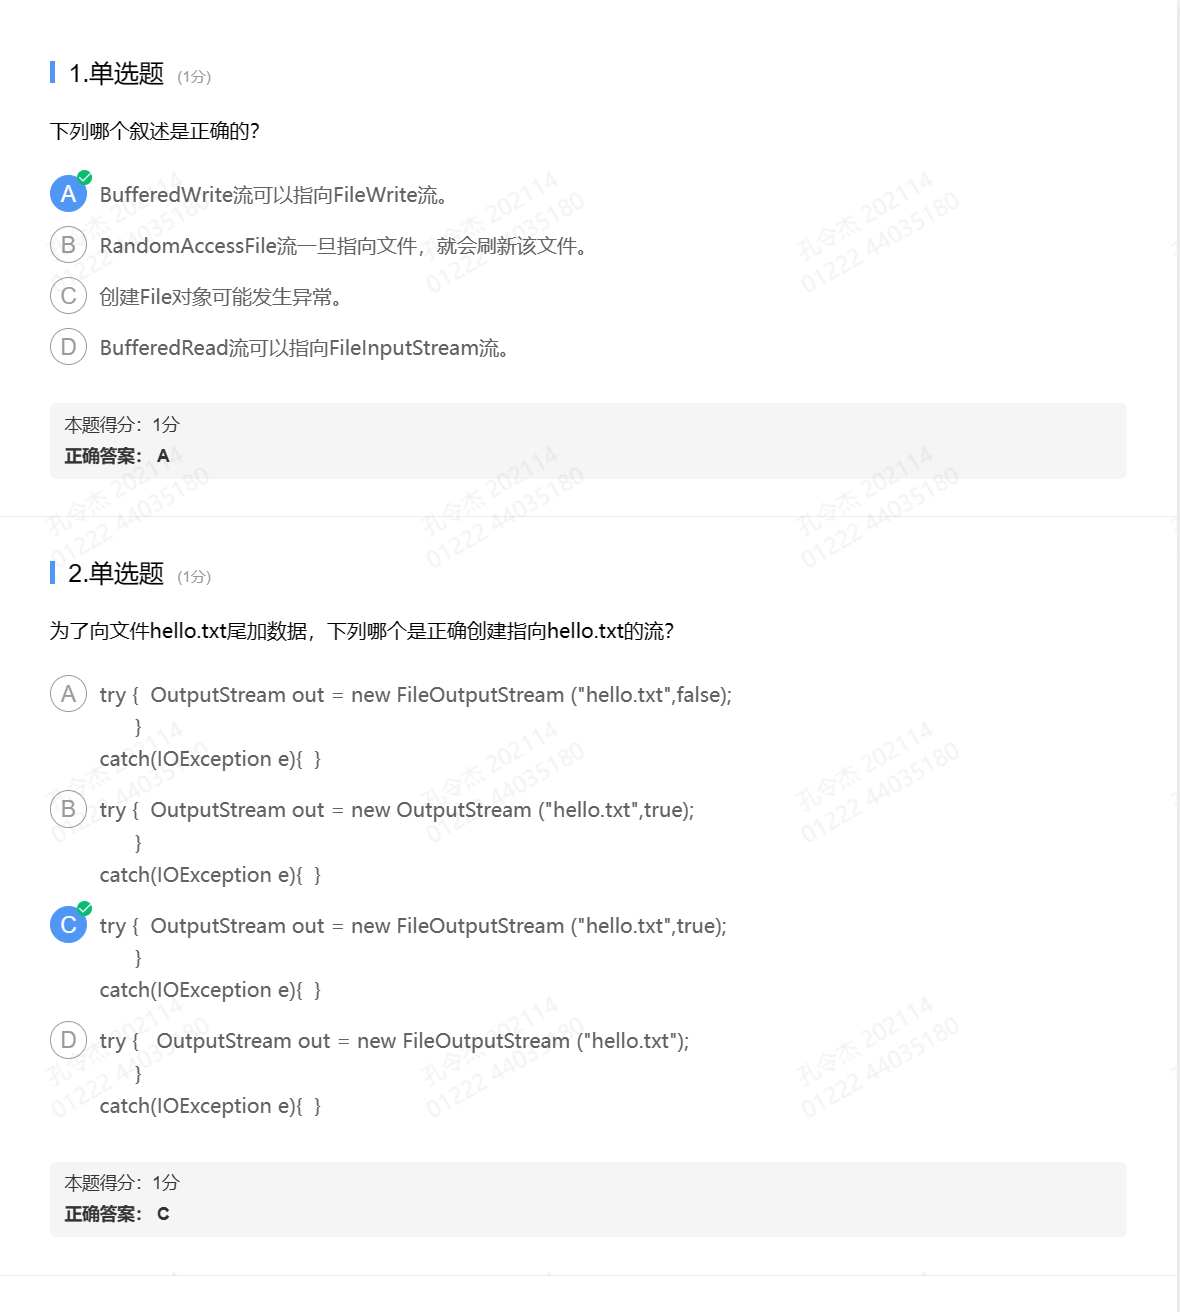 1.单选题 (1分)
下列哪个叙述是正确的?
A BufferedWrite流可以指向FileWrite流。
B RandomAccessFile流一旦指向文件，就会刷新该文件。
C 创建File对象可能发生异常。
D BufferedRead流可以指向FileInputStream流。
本题得分：1分
正确答案： A
2.单选题 (1分)
为了向文件hello.txt尾加数据，下列哪个是正确创建指向hello.txt的流?
A try {  OutputStream out = new FileOutputStream ("hello.txt",false);
}
catch(IOException e){  }
B try {  OutputStream out = new OutputStream ("hello.txt",true);
}
catch(IOException e){  }
C try {  OutputStream out = new FileOutputStream ("hello.txt",true);
}
catch(IOException e){  }
D try {   OutputStream out = new FileOutputStream ("hello.txt");
}
catch(IOException e){  }
本题得分：1分
正确答案： C
孔令杰 202114
01222 44035180